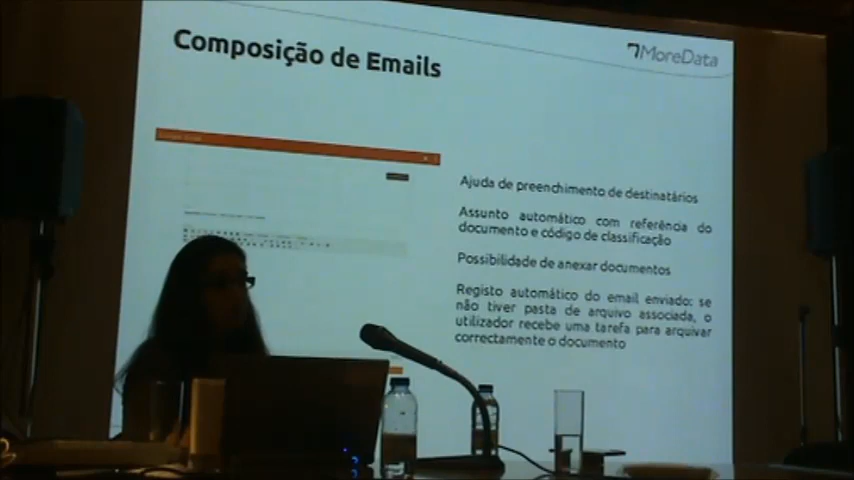 Composição de Emails
MoreData
Ajuda de preenchimento de destinatários
Assunto automático com referência do
documento e código de classificação
Possibilidade de anexar documentos
Registo automático do email enviado: se
não tiver pasta de arquivo associada, o
utilizador recebe uma tarefa para arquivar
correctamente o documento